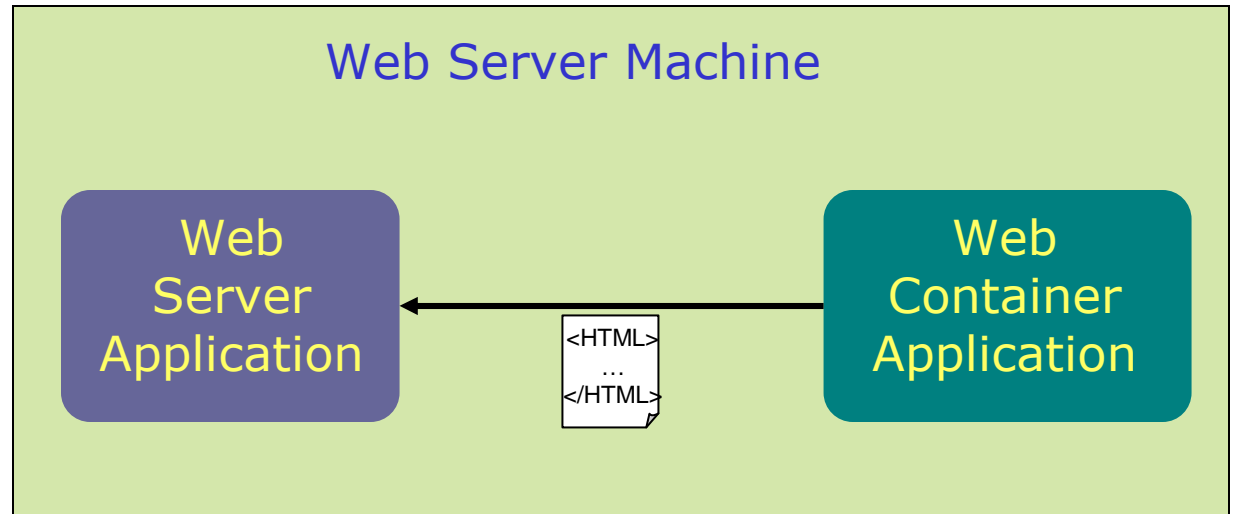 Web Server Machine
Web
Server
Application
<HTML>
…
</HTML>
Web
Container
Application